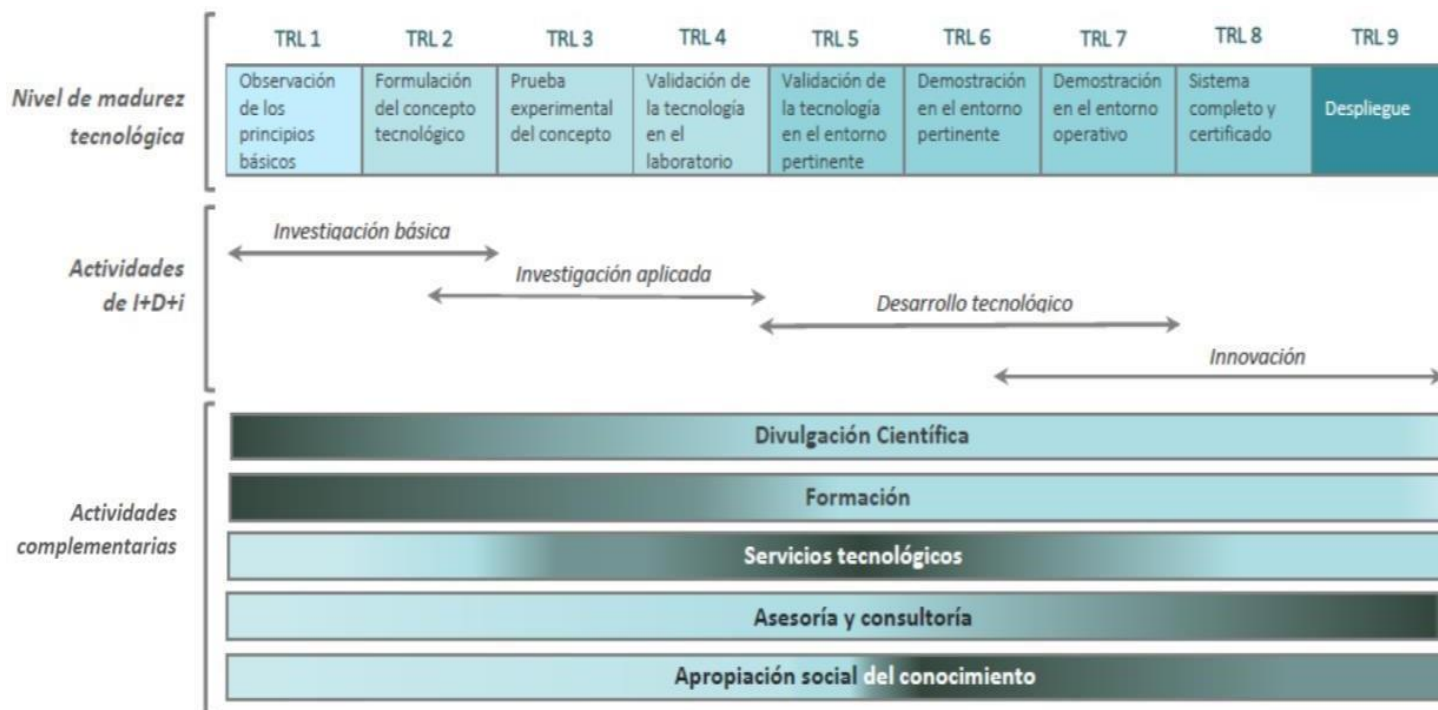 TRL 1
TRL 2
TRL 3
TRL 4
TRL 5
TRL 6
TRL 7
TRL 8
TRL 9
Nivel de madurez
tecnológica
Observación
de los
principios
básicos
Formulación
del concepto
tecnológico
Prueba
experimental
del concepto
Validación de
la tecnología
en el
laboratorio
Validación de
la tecnología
en el entorno
pertinente
Demostración
en el entorno
pertinente
Demostración
en el entorno
operativo
Sistema
completo y
certificado
Despliegue
Actividades
de I+D+i
Investigación básica
Investigación aplicada
Desarrollo tecnológico
Innovación
Actividades
complementarias
Divulgación Científica
Formación
Servicios tecnológicos
Asesoría y consultoría
Apropiación social del conocimiento